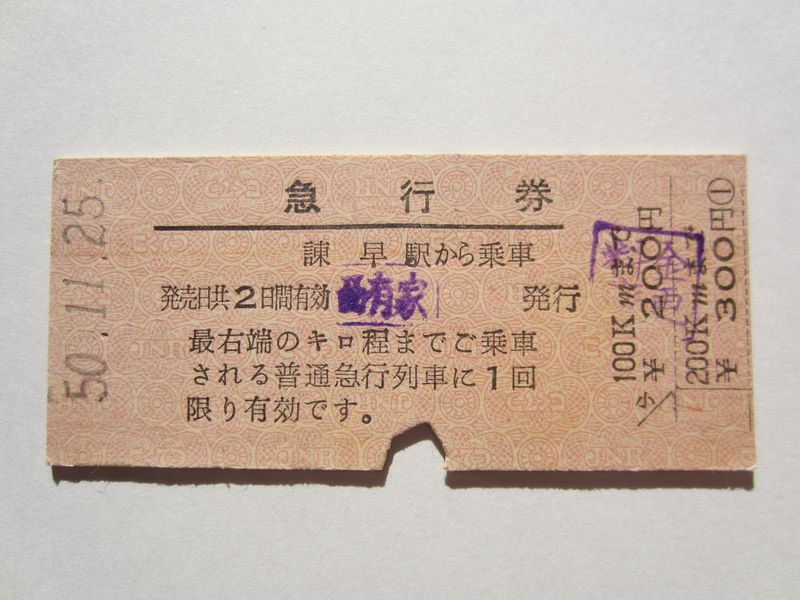 急行券
諫早駅から乗車
発売日共2日間有効 有家 発行
最右端のキロ程までご乗車
される普通急行列車に1回
限り有効です。
50.11.25.
100Kmまで
¥200円
200Kmまで
¥300円①
JNR